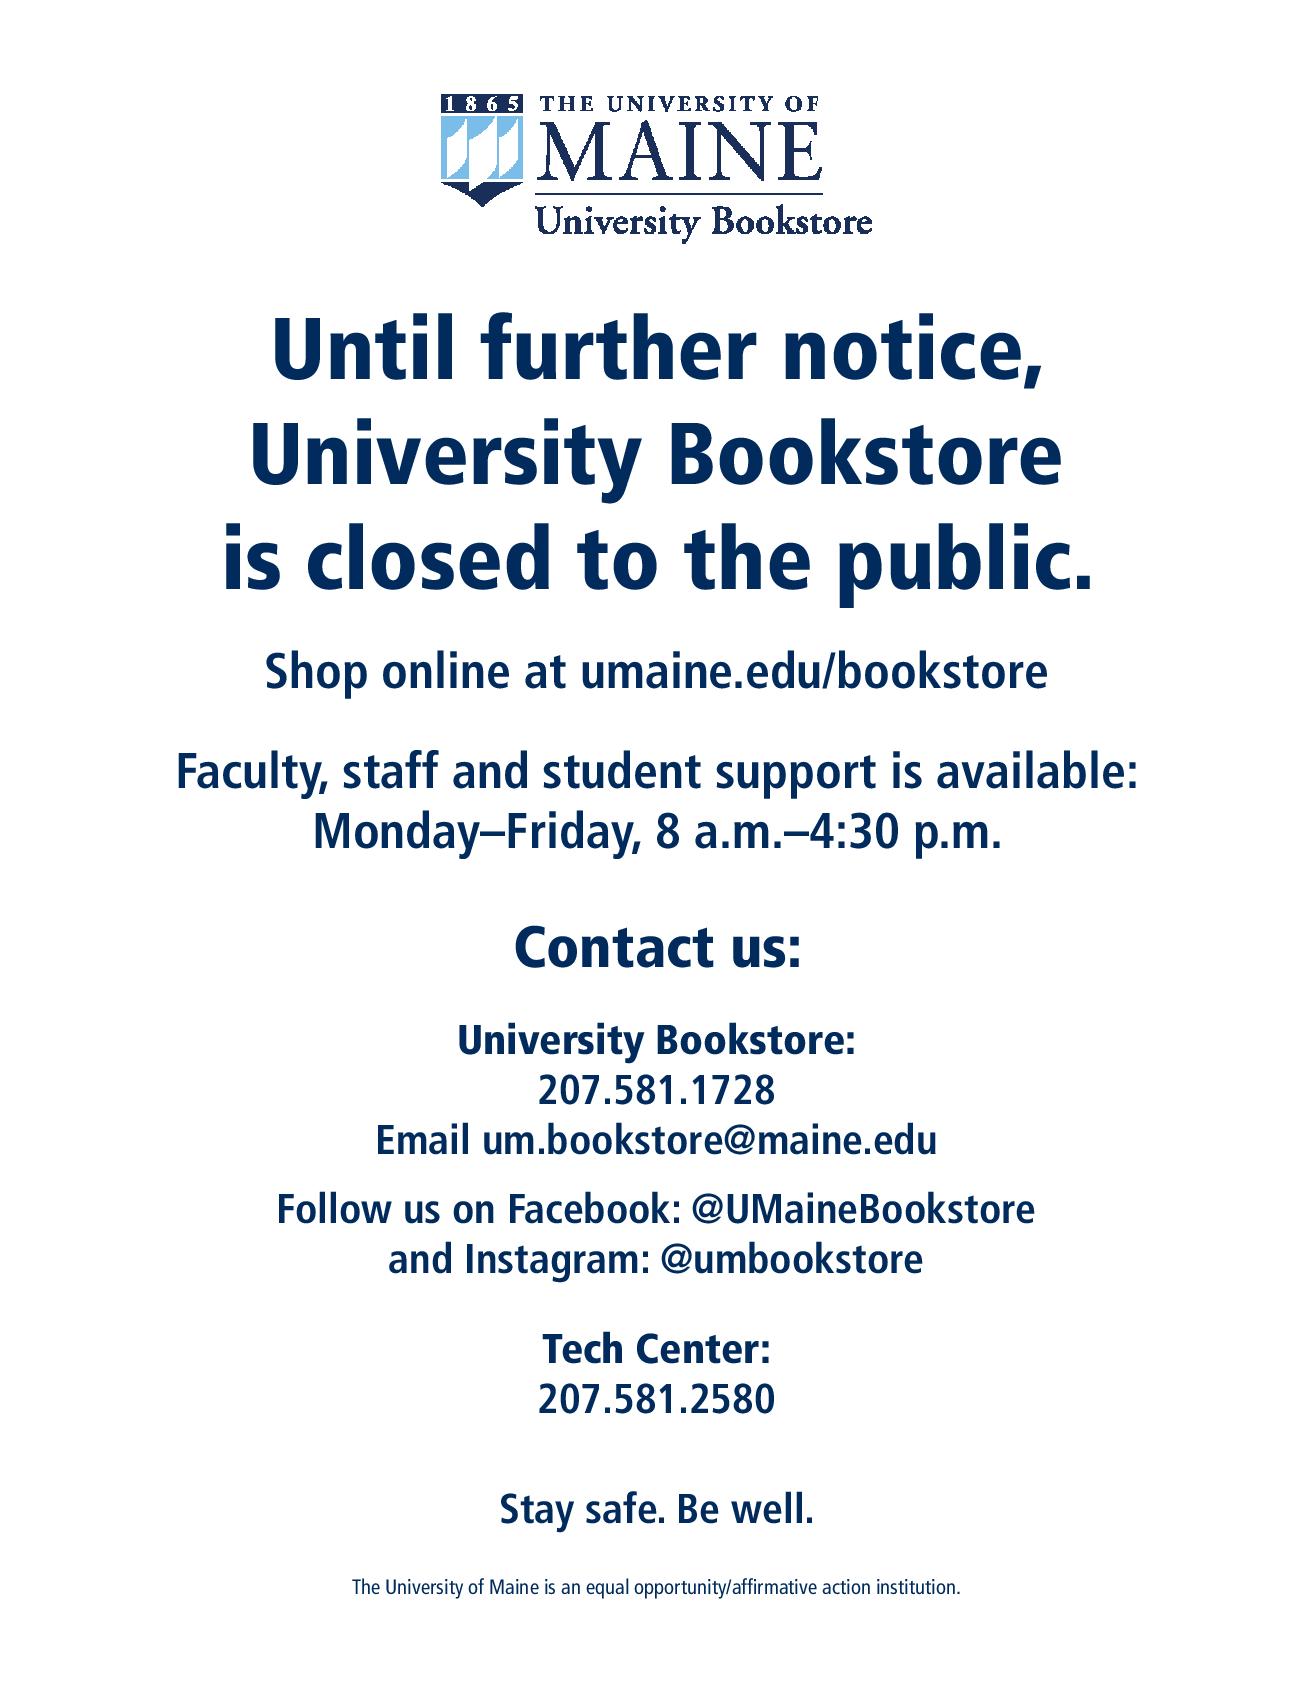 1865
THE UNIVERSITY OF
MAINE
University Bookstore
Until further notice,
University Bookstore
is closed to the public.
Shop online at umaine.edu/bookstore
Faculty, staff and student support is available:
Monday–Friday, 8 a.m.–4:30 p.m.
Contact us:
University Bookstore:
207.581.1728
Email um.bookstore@maine.edu
Follow us on Facebook: @UMaineBookstore
and Instagram: @umbookstore
Tech Center:
207.581.2580
Stay safe. Be well.
The University of Maine is an equal opportunity/affirmative action institution.